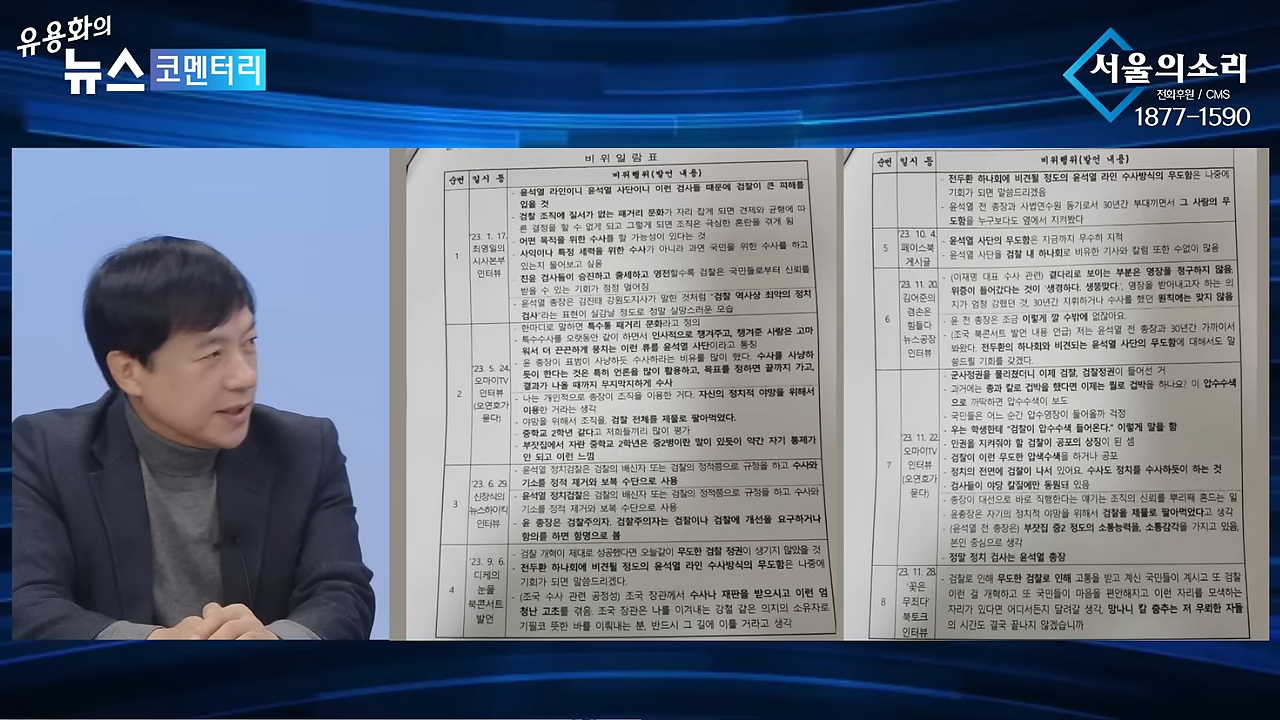 유용화의
뉴스 코멘터리
서울의소리
전화후원 / CMS
1877-1590
비위일람표
순번 일시 등 비위행위(발언 내용)
1
'23. 1. 17.
최영일의
시사본부
인터뷰
- 윤석열 라인이니 윤석열 사단이니 이런 검사들 때문에 검찰이 큰 피해를
입을 것
- 검찰 조직에 질서가 없는 패거리 문화가 자리 잡게 되면 견제와 균형에 따
른 결정을 할 수 없게 되고 그렇게 되면 조직은 극심한 혼란을 겪게 됨
- 어떤 목적을 위한 수사를 할 가능성이 있다는 것
- 사익이나 특정 세력을 위한 수사가 아니라 과연 국민을 위한 수사를 하고
있는지 물어보고 싶음
- 친윤 검사들이 승진하고 출세하고 영전할수록 검찰은 국민들로부터 신뢰를
받을 수 있는 기회가 점점 멀어짐
- 윤석열 총장은 김진태 강원도지사가 말한 것처럼 "검찰 역사상 최악의 정치
검사"라는 표현이 실감날 정도로 정말 실망스러운 모습
2
'23. 5. 24.
오마이TV
인터뷰
(오연호가
묻다)
- 한마디로 말하면 특수통 패거리 문화라고 정의
- 특수수사를 오랫동안 같이 하면서 인사적으로 챙겨주고, 챙겨준 사람은 고마
워서 더 끈끈하게 뭉치는 이런 류를 윤석열 사단이라고 통칭
- 윤 총장이 표범이 사냥하듯 수사하라는 비유를 많이 했다. 수사를 사냥하
듯이 한다는 것은 특히 언론을 많이 활용하고, 목표를 정하면 끝까지 가고,
결과가 나올 때까지 무지막지하게 수사
- 나는 개인적으로 총장이 조직을 이용한 거다. 자신의 정치적 야망을 위해서
이용한 거라는 생각
- 야망을 위해서 조직을, 검찰 전체를 제물로 팔아먹었다.
- 중학교 2학년 같다고 저희들끼리 많이 평가
- 부잣집에서 자란 중학교 2학년은 중2병이란 말이 있듯이 약간 자기 통제가
안 되고 이런 느낌
3
'23. 6. 29.
신장식의
뉴스하이킥
인터뷰
- 윤석열 정치검찰은 검찰의 배신자 또는 검찰의 정적쯤으로 규정을 하고 수사와
기소를 정적 제거와 보복 수단으로 사용
- 윤석열 정치검찰은 검찰의 배신자 또는 검찰의 정적쯤으로 규정을 하고 수사와
기소를 정적 제거와 보복 수단으로 사용
- 윤 총장은 검찰주의자. 검찰주의자는 검찰이나 검찰에 개선을 요구하거나
항의를 하면 항명으로 봄
4
'23. 9. 6.
디케의
눈물
북콘서트
발언
- 검찰 개혁이 제대로 성공했다면 오늘같이 무도한 검찰 정권이 생기지 않았을 것
- 전두환 하나회에 비견될 정도의 윤석열 라인 수사방식의 무도함은 나중에
기회가 되면 말씀드리겠다.
- (조국 수사 관련 공정성) 조국 장관께서 수사나 재판을 받으시고 이런 엄
청난 고초를 겪음. 조국 장관께는 나를 이겨내는 강철 같은 의지의 소유자로
기필코 뜻한 바를 이뤄내는 분, 반드시 그 길에 이를 거라고 생각
순번 일시 등 비위행위(발언 내용)
- 전두환 하나회에 비견될 정도의 윤석열 라인 수사방식의 무도함은 나중에
기회가 되면 말씀드리겠음
- 윤석열 전 총장과 사법연수원 동기로서 30년간 부대끼면서 그 사람의 무
도함을 누구보다도 옆에서 지켜봤다
5
'23. 10. 4.
페이스북
게시글
- 윤석열 사단의 무도함은 지금까지 무수히 지적
- 윤석열 사단을 검찰 내 하나회로 비유한 기사와 칼럼 또한 수없이 많음
6
'23. 11. 20.
김어준의
겸손은
힘들다
뉴스공장
인터뷰
- (이재명 대표 수사 관련) 곁다리로 보이는 부분은 영장을 청구하지 않음,
위증이 들어갔다는 것이 '생경하다, 생뚱맞다', 영장을 받아내고자 하는 의
지가 엄청 강했던 것, 30년간 지휘하거나 수사를 했던 원칙에는 맞지 않음
- 윤 전 총장은 조금 이렇게 깔 수밖에 없잖아요.
- (조국 북콘서트 발언 내용 언급) 저는 윤석열 전 총장과 30년간 가까이서
봐왔다. 전두환의 하나회와 비견되는 윤석열 사단의 무도함에 대해서도 말
씀드릴 기회를 갖겠다.
7
'23. 11. 22.
오마이TV
인터뷰
(오연호가
묻다)
- 군사정권을 물리쳤더니 이제 검찰, 검찰정권이 들어선 거
- 과거에는 총과 칼로 겁박을 했다면 이제는 뭘로 겁박을 하나요? 이 압수수색
으로 까딱하면 압수수색이 보도
- 국민들은 어느 순간 압수영장이 들어올까 걱정
- 우는 학생한테 "검찰이 압수수색 들어온다." 이렇게 말을 함
- 인권을 지켜줘야 할 검찰이 공포의 상징이 된 셈
- 검찰이 이런 무도한 압색수색을 하거나 공포
- 정치의 전면에 검찰이 나서 있어요. 수사도 정치를 수사하듯이 하는 것
- 검사들이 야당 칼질에만 동원돼 있음
- 총장이 대선으로 바로 직행한다는 얘기는 조직의 신뢰를 뿌리째 흔드는 일
- 윤총장은 자기의 정치적 야망을 위해서 검찰을 제물로 팔아먹었다고 생각
- (윤석열 전 총장은) 부잣집 중2 정도의 소통능력을, 소통감각을 가지고 있음,
본인 중심으로 생각
- 정말 정치 검사는 윤석열 총장
8
'23. 11. 28.
'꽃은
무죄다'
북토크
인터뷰
- 검찰로 인해 무도한 검찰로 인해 고통을 받고 계신 국민들이 계시고 또 검찰
이런 걸 개혁하고 또 국민들이 마음을 편안해지고 이런 자리를 모색하는
자리가 있다면 어디서든지 달려갈 생각, 망나니 칼 춤추는 저 무뢰한 자들
의 시간도 결국 끝나지 않겠습니까